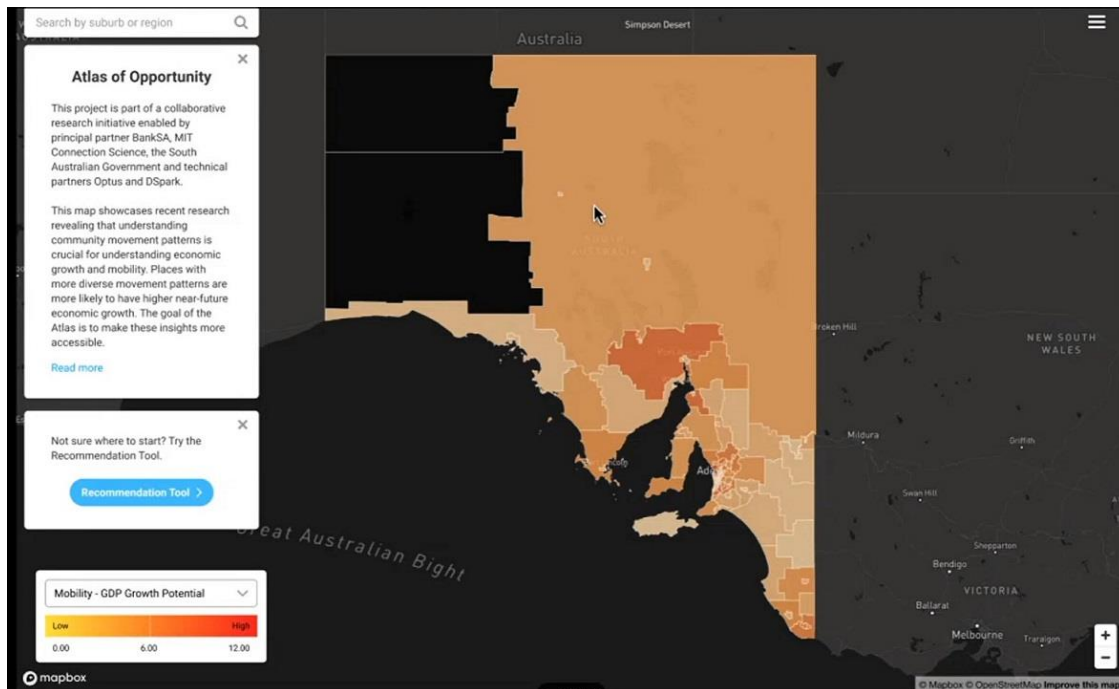 Search by suburb or region
Atlas of Opportunity
This project is part of a collaborative
research initiative enabled by
principal partner BankSA, MIT
Connection Science, the South
Australian Government and technical
partners Optus and DSpark.
This map showcases recent research
revealing that understanding
community movement patterns is
crucial for understanding economic
growth and mobility. Places with
more diverse movement patterns are
more likely to have higher near-future
economic growth. The goal of the
Atlas is to make these insights more
accessible.
Read more
Not sure where to start? Try the
Recommendation Tool.
Recommendation Tool
Mobility - GDP Growth Potential
Low High
0.00 6.00 12.00
mapbox
Simpson Desert
Australia
SOUTH
AUSTRALIA
Broken Hill
NEW SOUTH
WALES
Mildura
Griffith
Swan Hill
Shepparton
Bendigo
VICTORIA
Ballarat
Melbourne
Traralgon
Great Australian Bight
+
−
© Mapbox © OpenStreetMap Improve this map